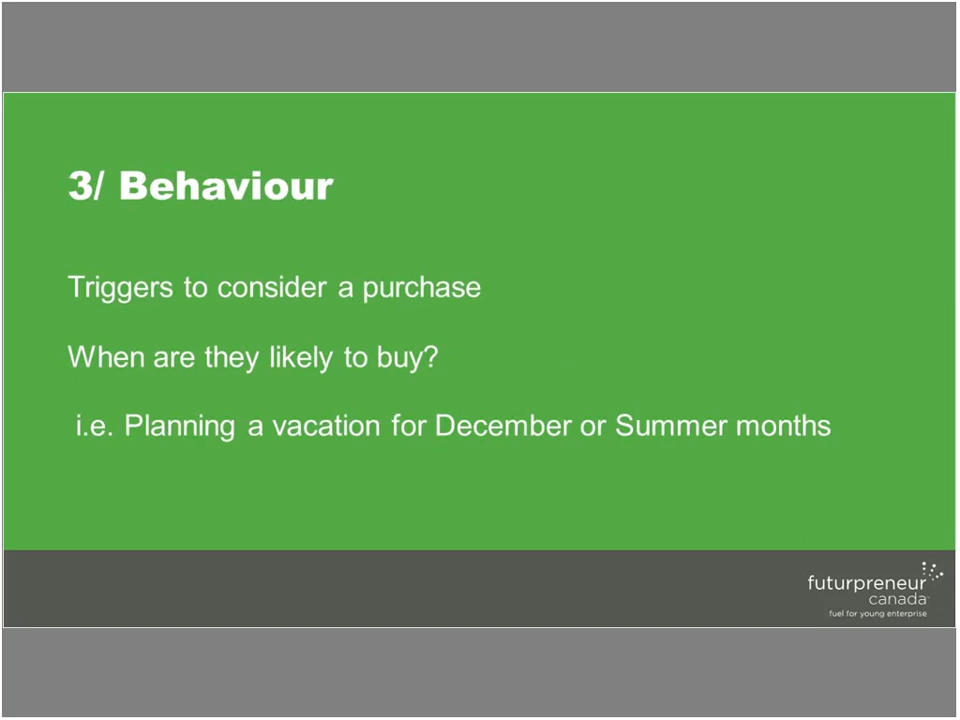 3/ Behaviour
Triggers to consider a purchase
When are they likely to buy?
i.e. Planning a vacation for December or Summer months
futurpreneur
canada
fuel for young enterprise